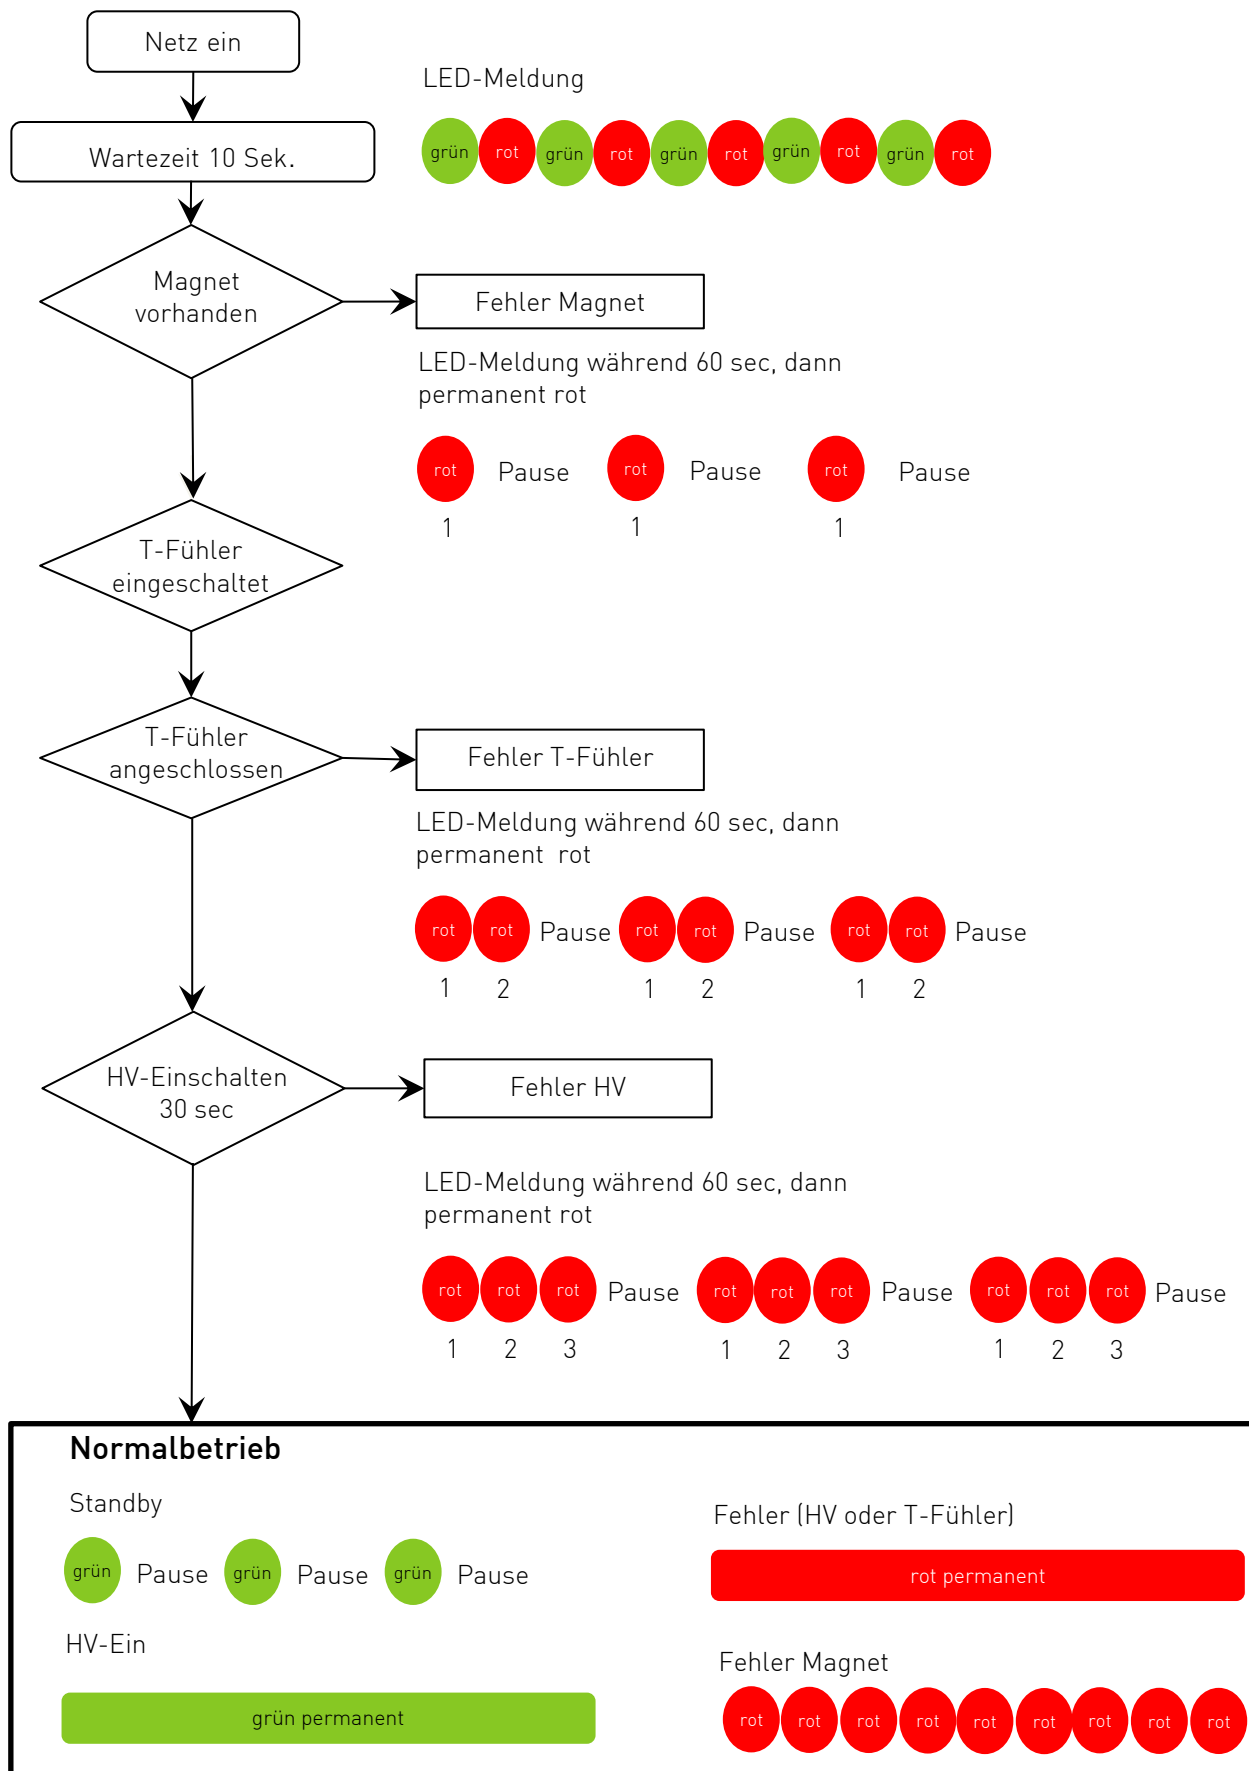 Netz ein
LED-Meldung
Wartezeit 10 Sek.
grün rot grün rot grün rot grün rot grün rot
Magnet
vorhanden
Fehler Magnet
LED-Meldung während 60 sec, dann
permanent rot
rot Pause rot Pause rot Pause
1 1 1
T-Fühler
eingeschaltet
T-Fühler
angeschlossen
Fehler T-Fühler
LED-Meldung während 60 sec, dann
permanent rot
rot rot Pause rot rot Pause rot rot Pause
1 2 1 2 1 2
HV-Einschalten
30 sec
Fehler HV
LED-Meldung während 60 sec, dann
permanent rot
rot rot rot Pause rot rot rot Pause rot rot rot Pause
1 2 3 1 2 3 1 2 3
Normalbetrieb
Standby
grün Pause grün Pause grün Pause
HV-Ein
grün permanent
Fehler (HV oder T-Fühler)
rot permanent
Fehler Magnet
rot rot rot rot rot rot rot rot rot